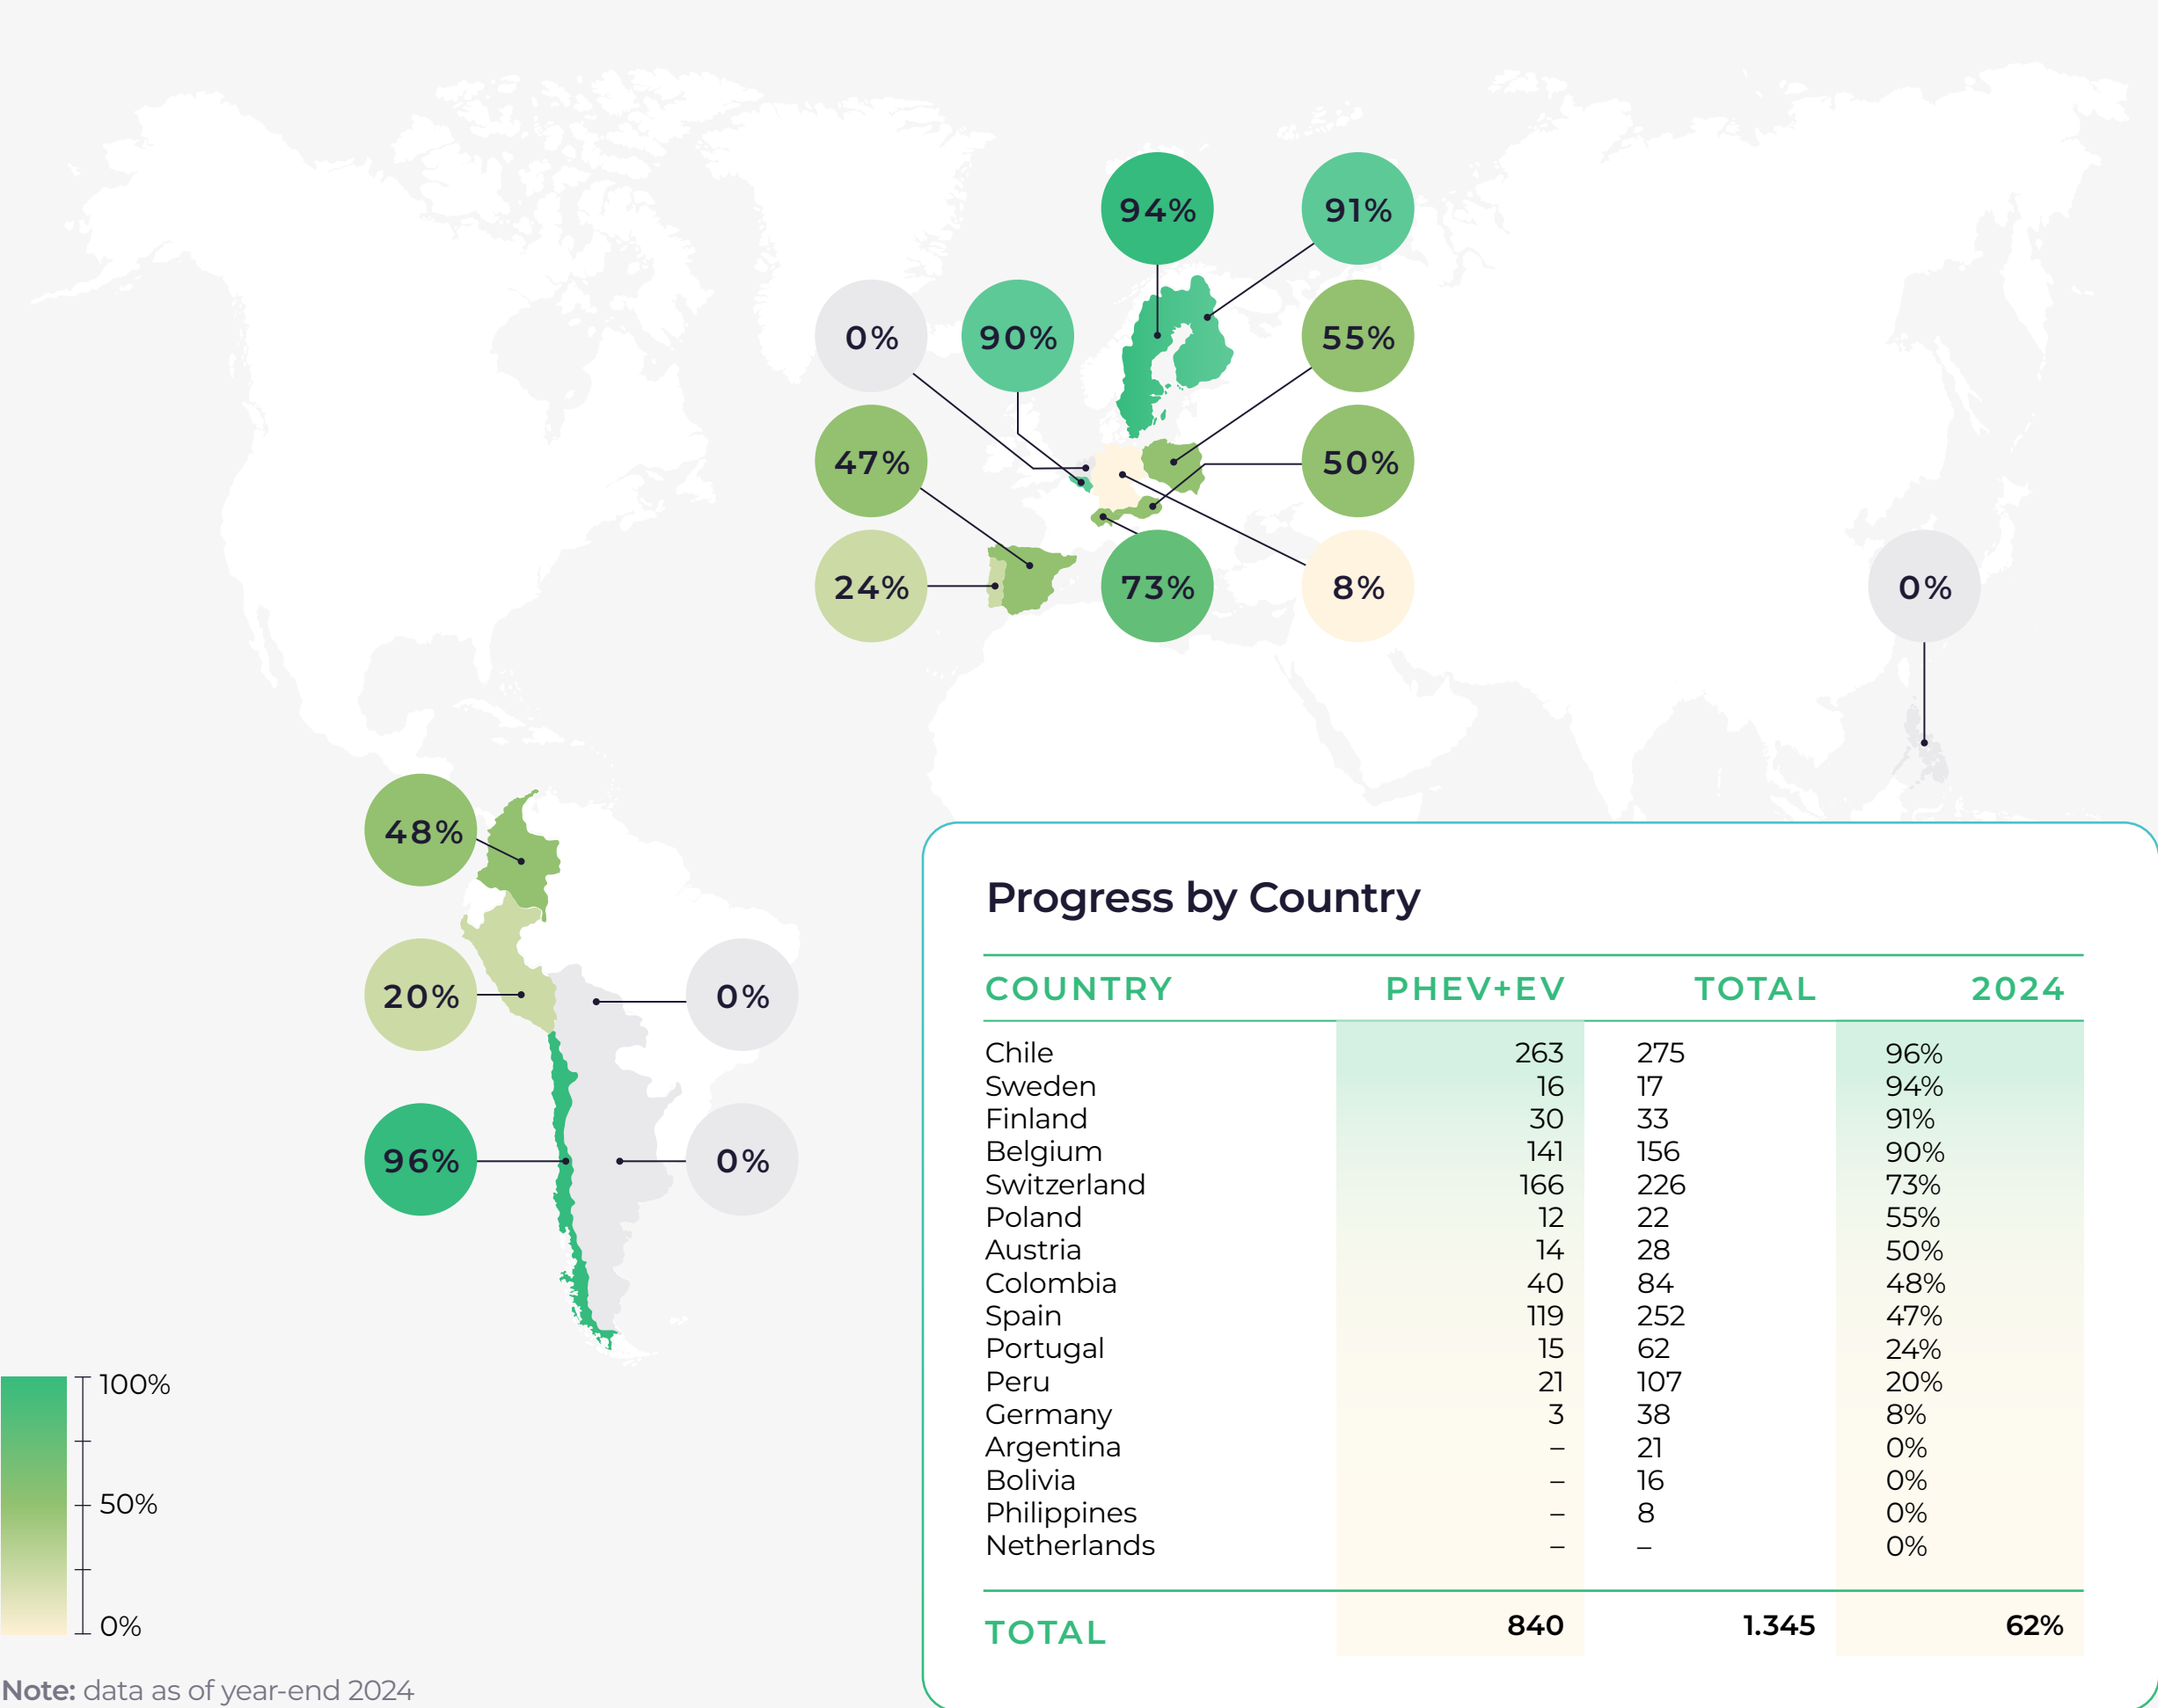 94%
91%
0%
90%
55%
47%
50%
24%
73%
8%
0%
48%
20%
0%
96%
0%
Progress by Country
COUNTRY PHEV+EV TOTAL 2024
Chile 263 275 96%
Sweden 16 17 94%
Finland 30 33 91%
Belgium 141 156 90%
Switzerland 166 226 73%
Poland 12 22 55%
Austria 14 28 50%
Colombia 40 84 48%
Spain 119 252 47%
Portugal 15 62 24%
Peru 21 107 20%
Germany 3 38 8%
Argentina – 21 0%
Bolivia – 16 0%
Philippines – 8 0%
Netherlands – – 0%
TOTAL 840 1.345 62%
100%
50%
0%
Note: data as of year-end 2024